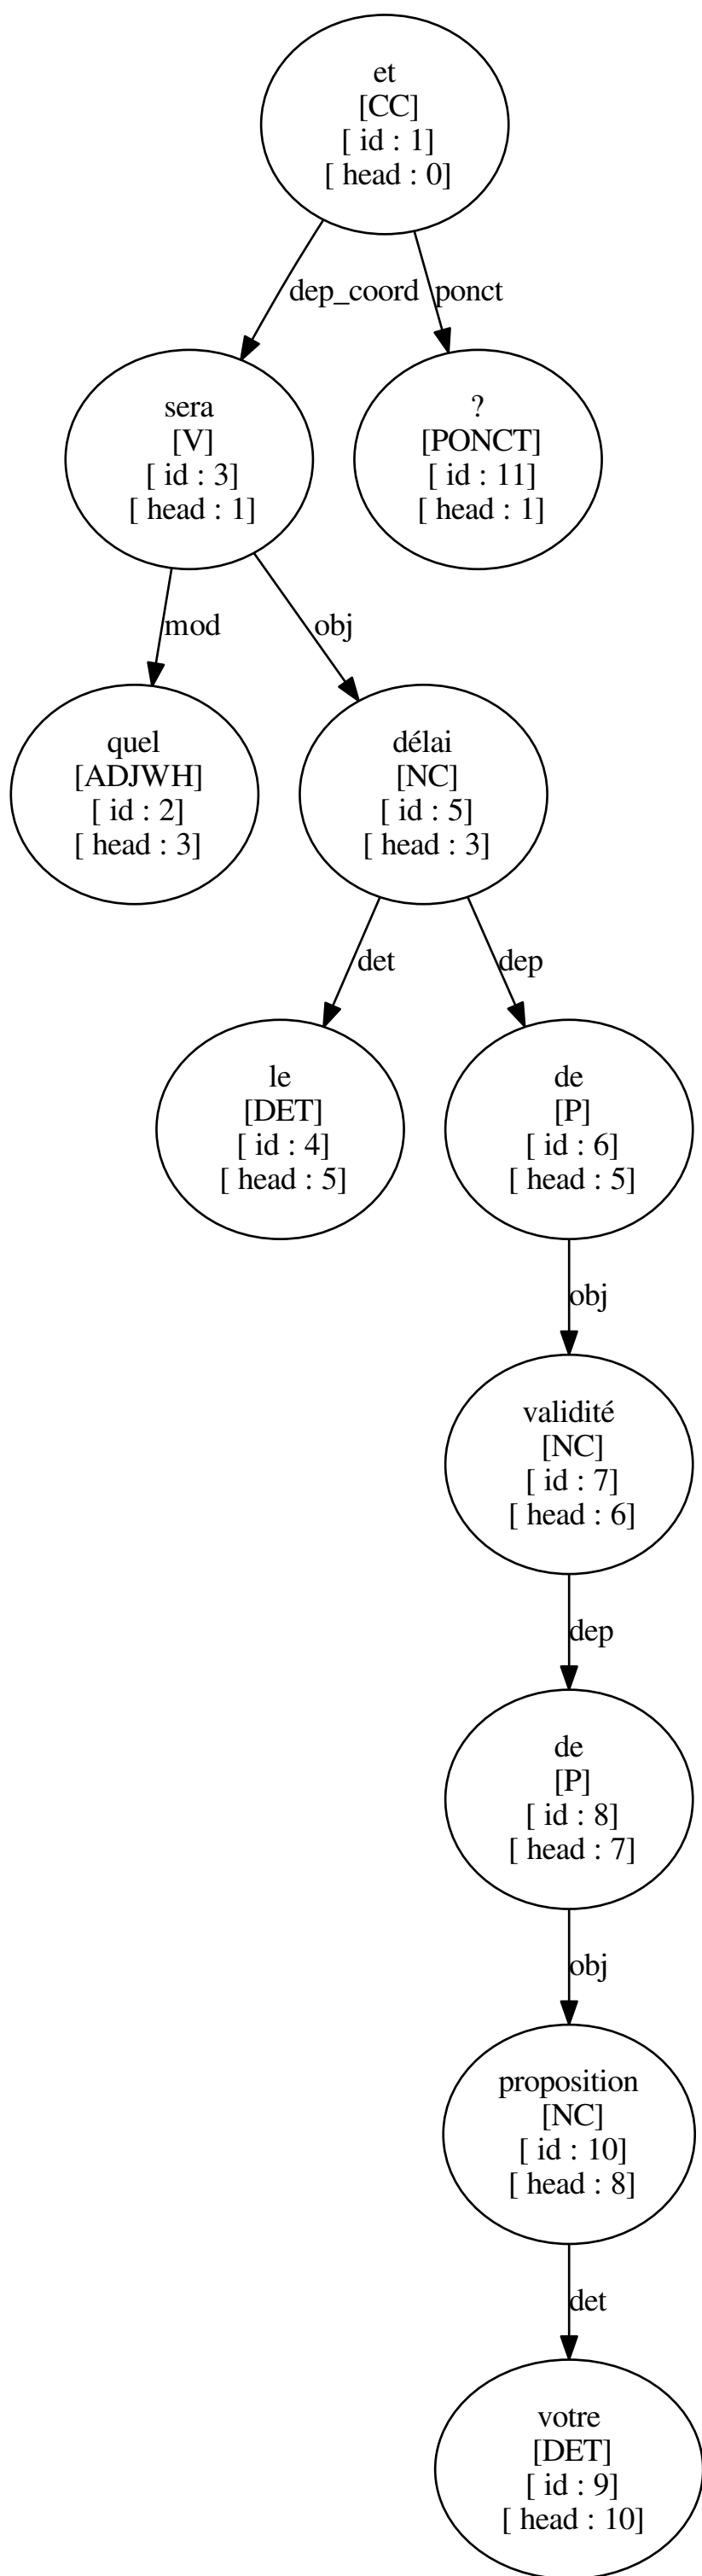 et
[CC]
[ id : 1]
[ head : 0]
dep_coord
ponct
sera
[V]
[ id : 3]
[ head : 1]
?
[PONCT]
[ id : 11]
[ head : 1]
mod
obj
quel
[ADJWH]
[ id : 2]
[ head : 3]
délai
[NC]
[ id : 5]
[ head : 3]
det
dep
le
[DET]
[ id : 4]
[ head : 5]
de
[P]
[ id : 6]
[ head : 5]
obj
validité
[NC]
[ id : 7]
[ head : 6]
dep
de
[P]
[ id : 8]
[ head : 7]
obj
proposition
[NC]
[ id : 10]
[ head : 8]
det
votre
[DET]
[ id : 9]
[ head : 10]